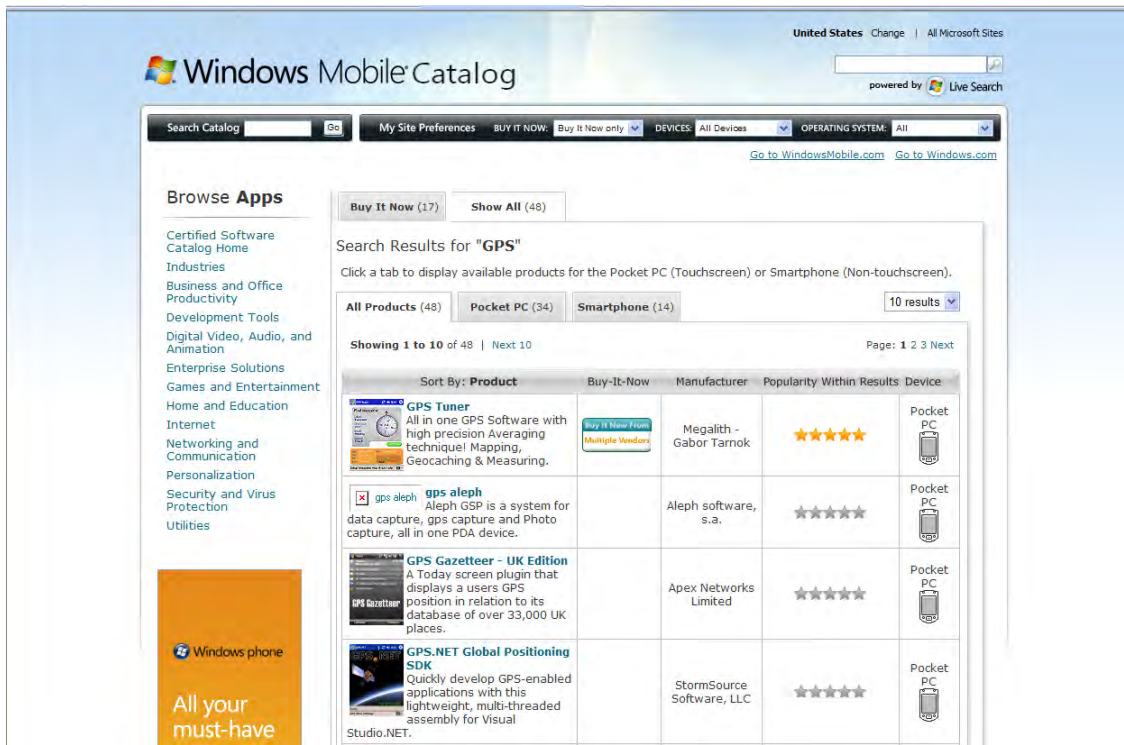 United States Change | All Microsoft Sites
Windows Mobile Catalog
powered by Live Search
Search Catalog Go My Site Preferences BUY IT NOW: Buy It Now only DEVICES: All Devices OPERATING SYSTEM: All
Go to WindowsMobile.com Go to Windows.com
Browse Apps
Certified Software
Catalog Home
Industries
Business and Office
Productivity
Development Tools
Digital Video, Audio, and
Animation
Enterprise Solutions
Games and Entertainment
Home and Education
Internet
Networking and
Communication
Personalization
Security and Virus
Protection
Utilities
Windows phone
All your
must-have
Buy It Now (17) Show All (48)
Search Results for "GPS"
Click a tab to display available products for the Pocket PC (Touchscreen) or Smartphone (Non-touchscreen).
All Products (48) Pocket PC (34) Smartphone (14) 10 results
Showing 1 to 10 of 48 | Next 10 Page: 1 2 3 Next
Sort By: Product Buy-It-Now Manufacturer Popularity Within Results Device
GPS Tuner
All in one GPS Software with
high precision Averaging
technique! Mapping,
Geocaching & Measuring.
Buy It Now From
Multiple Vendors
Megalith -
Gabor Tarnok
Pocket
PC
gps aleph gps aleph
Aleph GSP is a system for
data capture, gps capture and Photo
capture, all in one PDA device.
Aleph software,
s.a.
Pocket
PC
GPS Gazetteer
GPS Gazetteer - UK Edition
A Today screen plugin that
displays a users GPS
position in relation to its
database of over 33,000 UK
places.
Apex Networks
Limited
Pocket
PC
GPS.NET
GPS.NET Global Positioning
SDK
Quickly develop GPS-enabled
applications with this
lightweight, multi-threaded
assembly for Visual
Studio.NET.
StormSource
Software, LLC
Pocket
PC